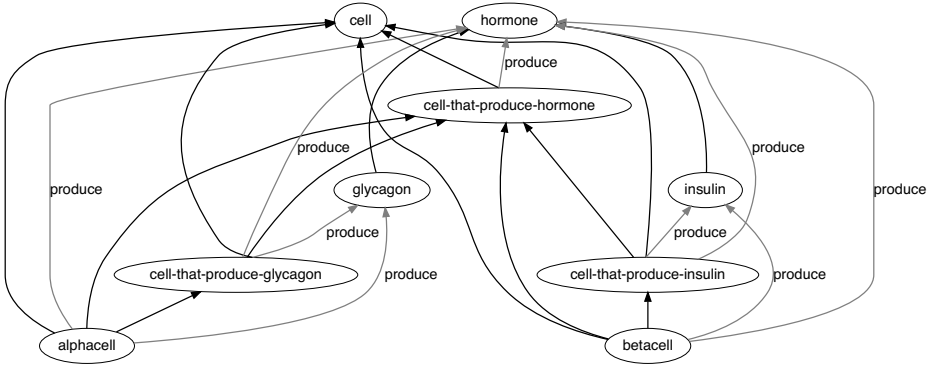 cell
hormone
produce
cell-that-produce-hormone
produce
produce
produce
glycagon
insulin
produce
produce
produce
cell-that-produce-glycagon
produce
cell-that-produce-insulin
produce
alphacell
betacell